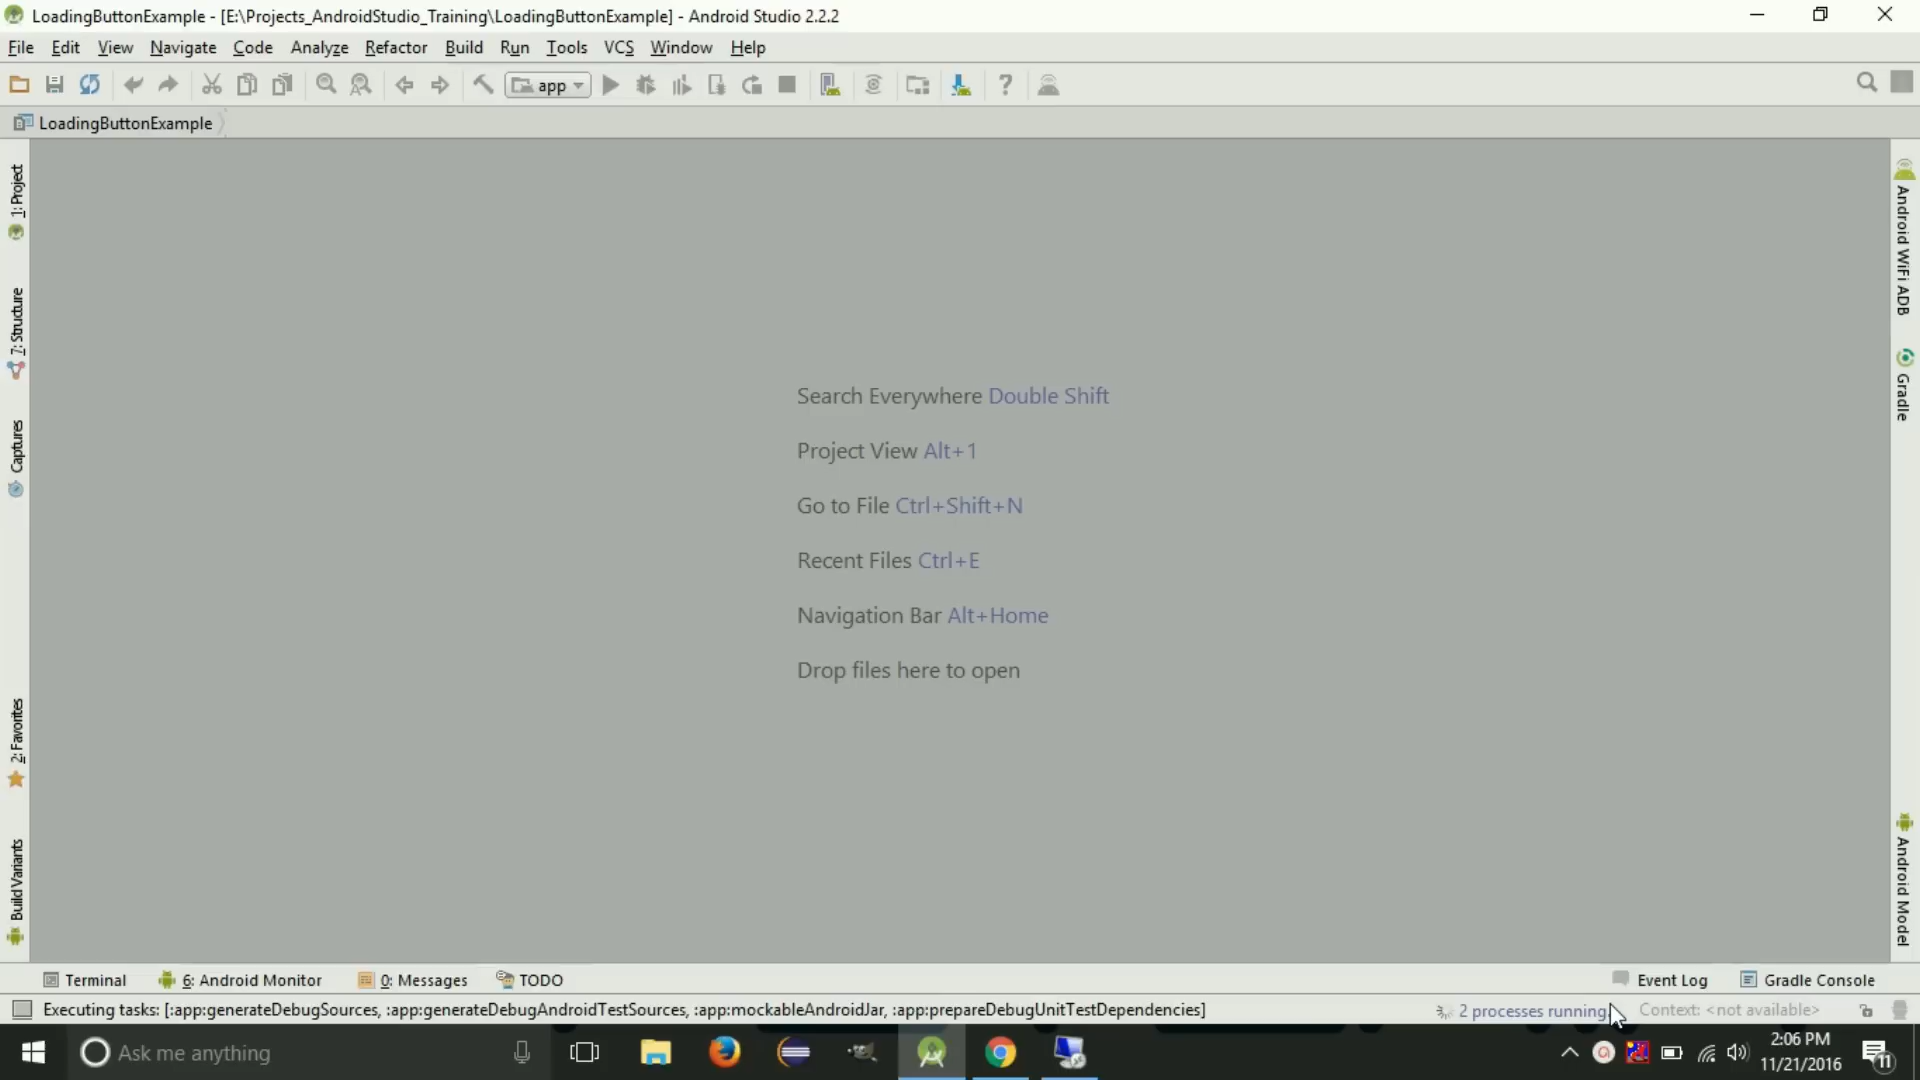 LoadingButtonExample - [E:\Projects_AndroidStudio_Training\LoadingButtonExample] - Android Studio 2.2.2
File Edit View Navigate Code Analyze Refactor Build Run Tools VCS Window Help
app
LoadingButtonExample
1: Project
7: Structure
Captures
2: Favorites
Build Variants
Search Everywhere Double Shift
Project View Alt+1
Go to File Ctrl+Shift+N
Recent Files Ctrl+E
Navigation Bar Alt+Home
Drop files here to open
Android WiFi ADB
Gradle
Android Model
Terminal 6: Android Monitor 0: Messages TODO Event Log Gradle Console
Executing tasks: [:app:generateDebugSources, :app:generateDebugAndroidTestSources, :app:mockableAndroidJar, :app:prepareDebugUnitTestDependencies] 2 processes running... Context: <not available>
Ask me anything
2:06 PM
11/21/2016
11